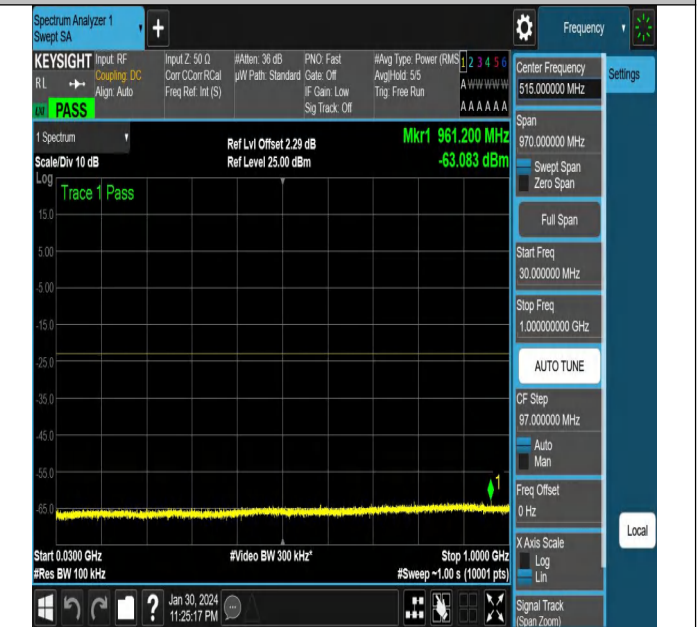 Spectrum Analyzer 1
Swept SA
+
Frequency
KEYSIGHT
RL
PASS
Input: RF
Coupling: DC
Align: Auto
Input Z: 50 Ω
Corr CCorr RCal
Freq Ref: Int (S)
#Atten: 36 dB
µW Path: Standard
PNO: Fast
Gate: Off
IF Gain: Low
Sig Track: Off
#Avg Type: Power (RMS
Avg|Hold: 5/5
Trig: Free Run
1 2 3 4 5 6
A W W W W W
A A A A A A
1 Spectrum
Scale/Div 10 dB
Log
Ref Lvl Offset 2.29 dB
Ref Level 25.00 dBm
Mkr1 961.200 MHz
-63.083 dBm
Trace 1 Pass
15.0
5.00
-5.00
-15.0
-25.0
-35.0
-45.0
-55.0
-65.0
1
Start 0.0300 GHz
#Res BW 100 kHz
#Video BW 300 kHz*
Stop 1.0000 GHz
#Sweep ~1.00 s (10001 pts)
Jan 30, 2024
11:25:17 PM
?
Center Frequency
515.000000 MHz
Settings
Span
970.000000 MHz
Swept Span
Zero Span
Full Span
Start Freq
30.000000 MHz
Stop Freq
1.000000000 GHz
AUTO TUNE
CF Step
97.000000 MHz
Auto
Man
Freq Offset
0 Hz
X Axis Scale
Log
Lin
Local
Signal Track
(Span Zoom)